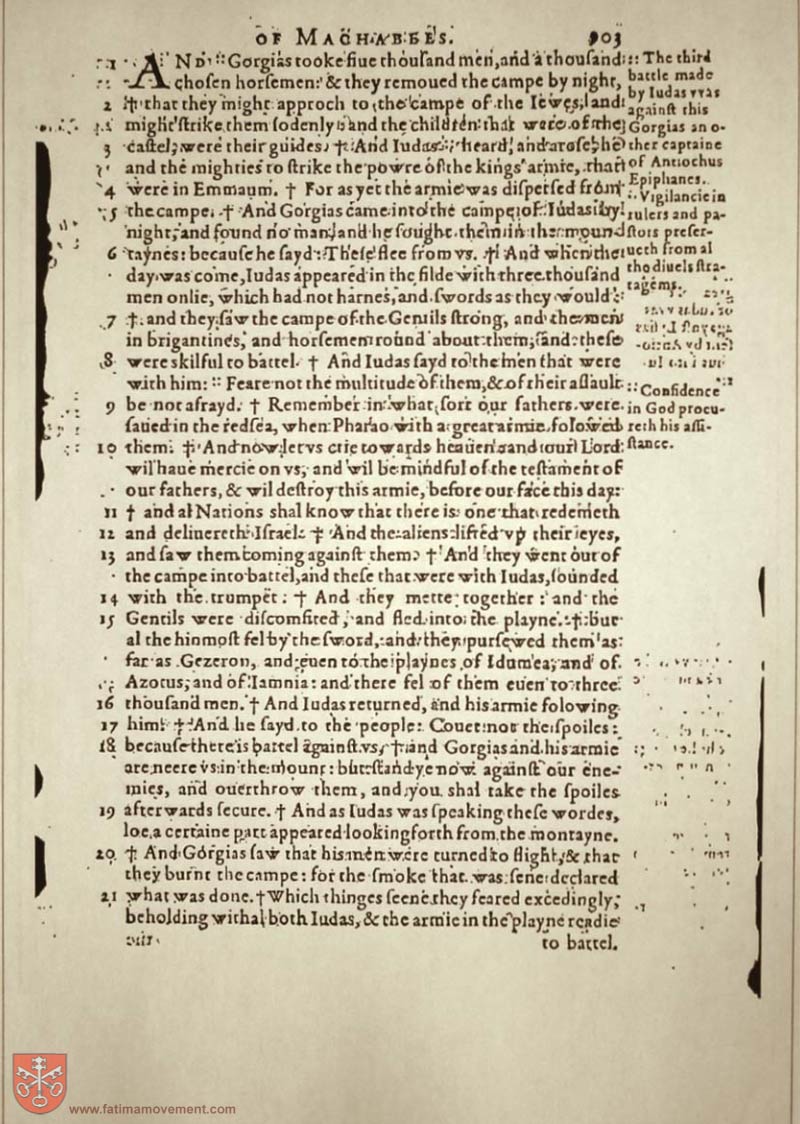 OF MACHABEES. 903
1 AND :: Gorgias tooke fiue thouſand men, and a thouſand
choſen horſemen: & they remoued the campe by night,
2 † that they might approch to the campe of the Iewes, and
might ſtrike them ſodenly: and the children that were of the
3 caſtel, were their guides. † And Iudas heard, and aroſe, he
and the mighties to ſtrike the powre of the kings armie, that
4 were in Emmaum. † For as yet the armie was diſperſed from
5 the campe. † And Gorgias came into the campe of Iudas by
night, and found no man, and he ſought them in the moun-
6 taynes: becauſe he ſayd: Theſe flee from vs. † And when the
day was come, Iudas appeared in the filde with three thouſand
men onlie, which had not harnes, and ſwords as they would:
7 †. and they ſaw the campe of the Gentils ſtrong, and the men
in brigantines, and horſemen round about them, and theſe
8 were skilful to battel. † And Iudas ſayd to the men that were
with him: :: Feare not the multitude of them, & of their aſſault
9 be not afrayd. † Remember in what ſort our fathers were
ſaued in the redſea, when Pharao with a great armie folowed
10 them. † And now let vs crie towards heauen: and our Lord
wil haue mercie on vs, and wil be mindful of the teſtament of
our fathers, & wil deſtroy this armie, before our face this day:
11 † and al Nations shal know that there is one that redemeth
12 and deliuereth Iſrael. † And the aliens lifted vp their eyes,
13 and ſaw them coming againſt them. † And they went out of
the campe into battel, and theſe that were with Iudas, ſounded
14 with the trumpet: † And they mette together: and the
15 Gentils were diſcomfited, and fled into the playne. † but
al the hinmoſt fel by the ſword, and they purſewed them as
far as Gezeron, and euen to the playnes of Idumea, and of
Azotus, and of Iamnia: and there fel of them euen to three
16 thouſand men. † And Iudas returned, and his armie folowing
17 him. † And he ſayd to the people: Couet not the ſpoiles:
18 becauſe there is battel againſt vs, † and Gorgias and his armie
are neere vs in the mount: but ſtand ye now againſt our ene-
mies, and ouerthrow them, and you shal take the ſpoiles
19 afterwards ſecure. † And as Iudas was ſpeaking theſe wordes,
loe a certaine part appeared looking forth from the montayne.
20 † And Gorgias ſaw that his men were turned to flight, & that
they burnt the campe: for the ſmoke that was ſene declared
21 what was done. † Which thinges ſeene they feared excedingly,
beholding withal both Iudas, & the armie in the playne readie
to battel.
:: The third
battle made
by Iudas was
againſt this
Gorgias an o-
ther captaine
of Antiochus
Epiphanes.
:: Vigilancie in
rulers and pa-
ſtors preſer-
ueth from al
the diuels ſtra-
tagems.
:: Confidence
in God procu-
reth his aſſi-
ſtance.
www.fatimamovement.com